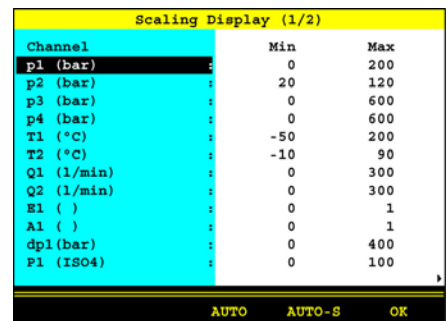 Scaling Display (1/2)
Channel Min Max
p1 (bar) : 0 200
p2 (bar) : 20 120
p3 (bar) : 0 600
p4 (bar) : 0 600
T1 (°C) : -50 200
T2 (°C) : -10 90
Q1 (l/min) : 0 300
Q2 (l/min) : 0 300
E1 ( ) : 0 1
A1 ( ) : 0 1
dp1(bar) : 0 400
P1 (ISO4) : 0 100
AUTO AUTO-S OK